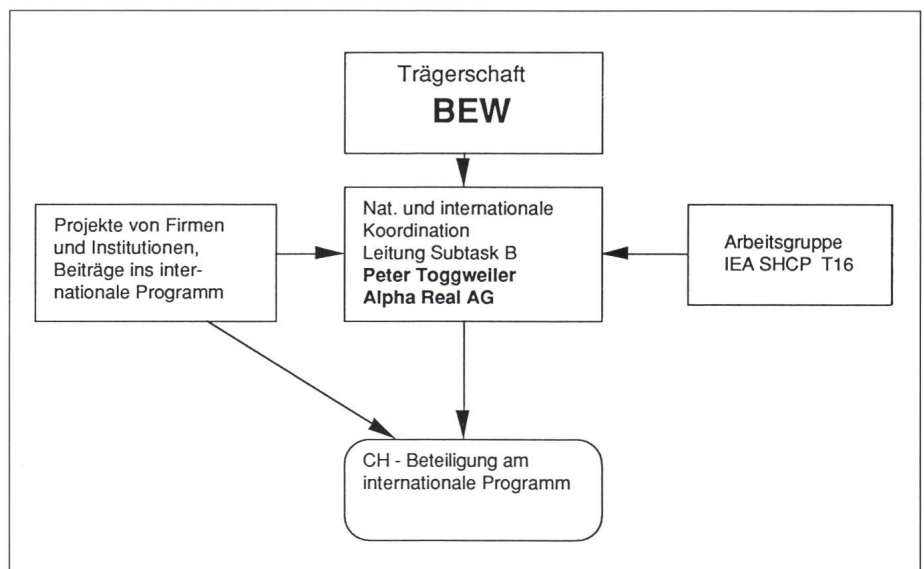 Trägerschaft
BEW
Nat. und internationale
Koordination
Leitung Subtask B
Peter Toggweiler
Alpha Real AG
Projekte von Firmen
und Institutionen,
Beiträge ins inter-
nationale Programm
Arbeitsgruppe
IEA SHCP T16
CH - Beteiligung am
internationale Programm